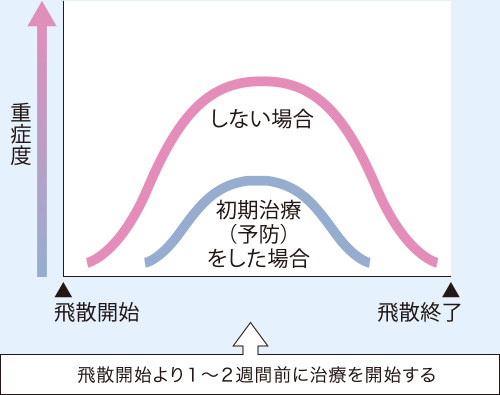 重症度
しない場合
初期治療
（予防）
をした場合
飛散開始
飛散終了
飛散開始より１～２週間前に治療を開始する